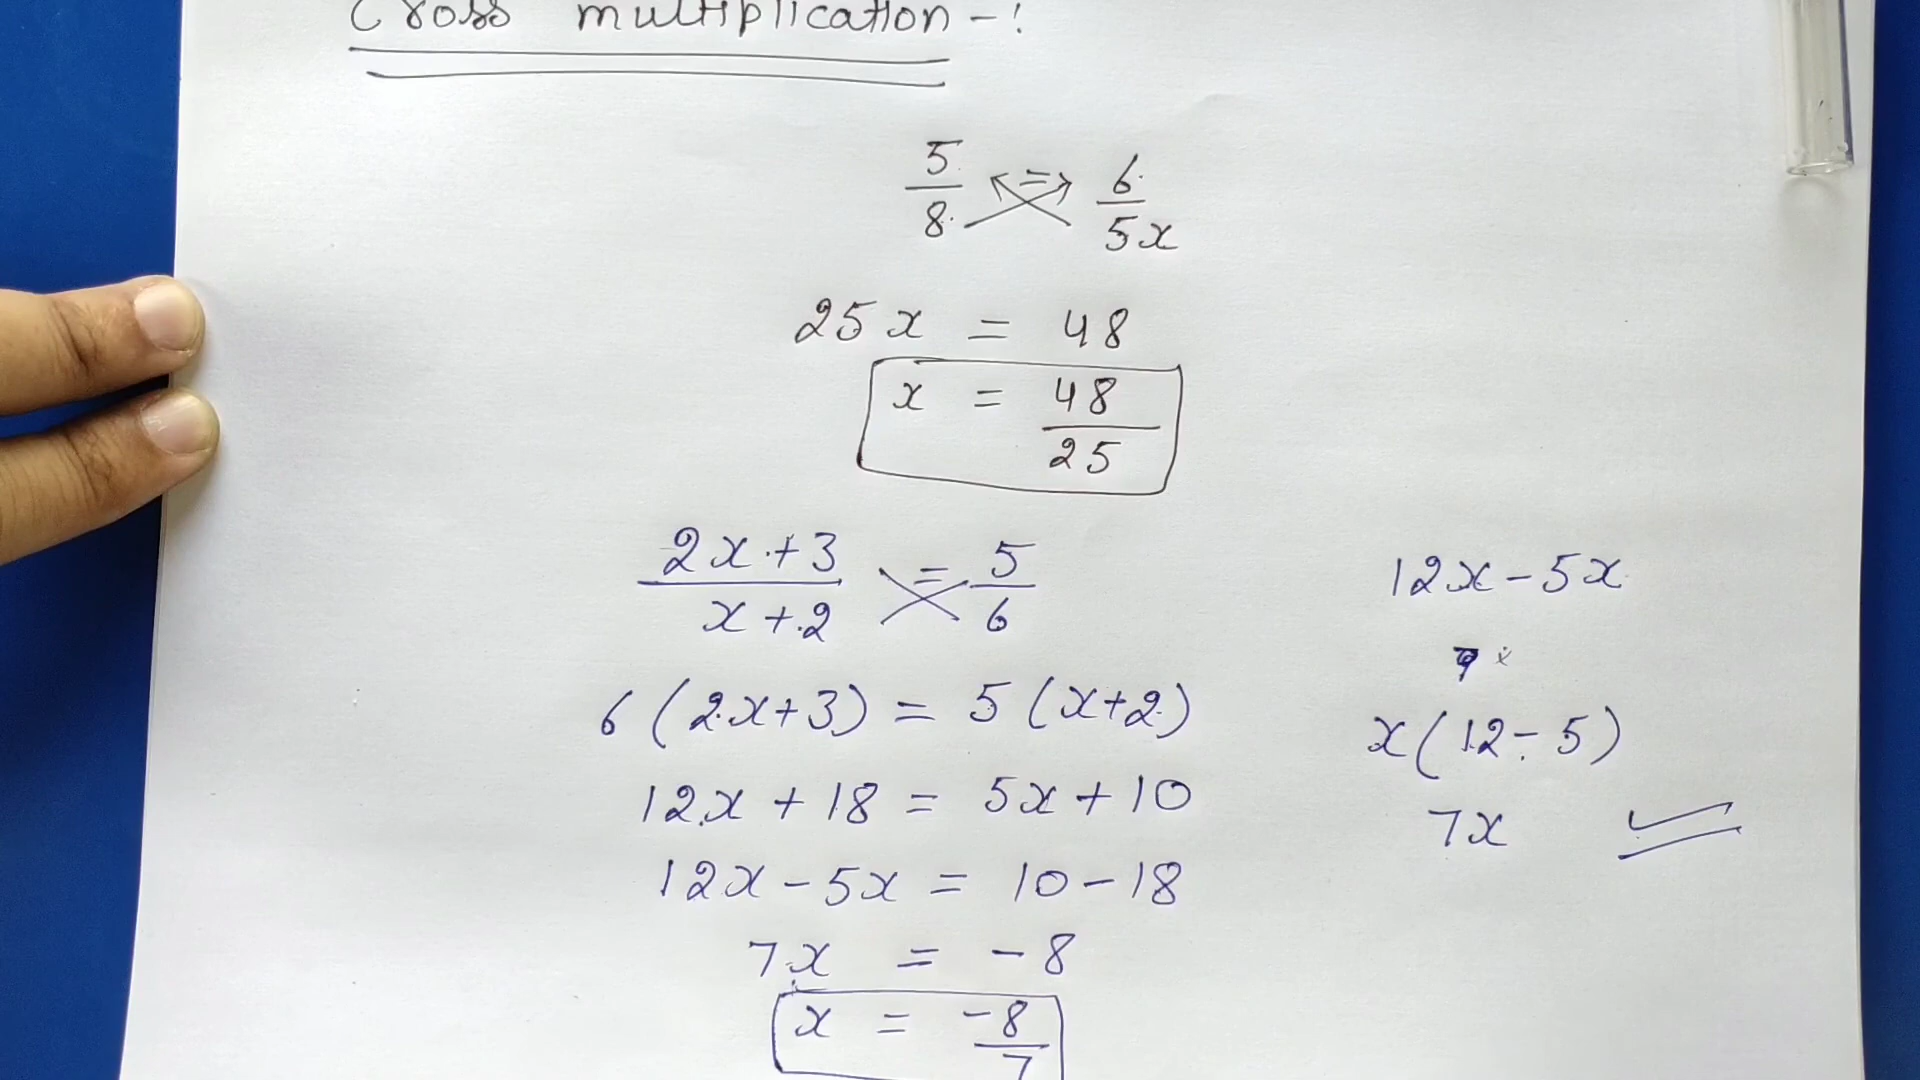 Cross multiplication -:
5/8 = 6/5x
25x = 48
x = 48/25
2x+3/x+2 = 5/6
6(2x+3) = 5(x+2)
12x+18 = 5x+10
12x-5x = 10-18
7x = -8
x = -8/7
12x-5x
x(12-5)
7x